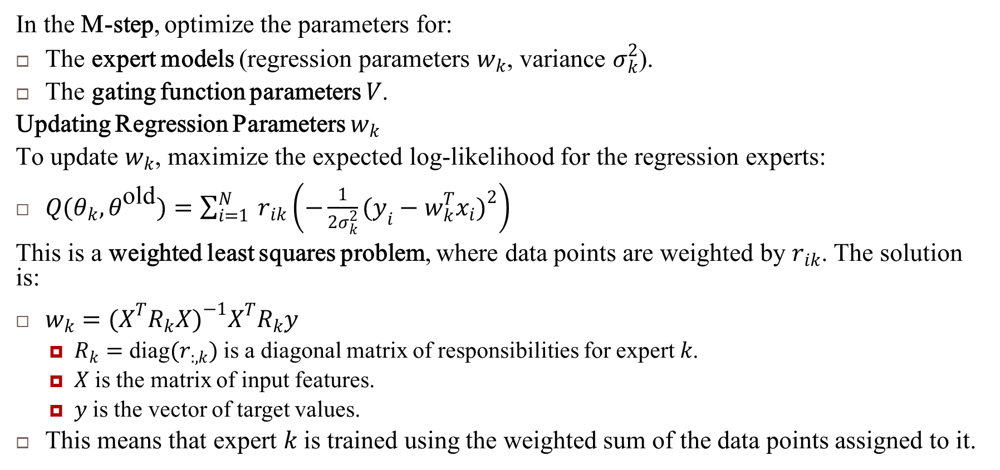 In the M-step, optimize the parameters for:
□ The expert models (regression parameters $w_k$, variance $\sigma_k^2$).
□ The gating function parameters $V$.
Updating Regression Parameters $w_k$
To update $w_k$, maximize the expected log-likelihood for the regression experts:
□ $Q(\theta_k, \theta^{\text{old}}) = \sum_{i=1}^{N} r_{ik} \left( -\frac{1}{2\sigma_k^2} (y_i - w_k^T x_i)^2 \right)$
This is a weighted least squares problem, where data points are weighted by $r_{ik}$. The solution
is:
□ $w_k = (X^T R_k X)^{-1} X^T R_k y$
□ $R_k = \text{diag}(r_{:,k})$ is a diagonal matrix of responsibilities for expert $k$.
□ $X$ is the matrix of input features.
□ $y$ is the vector of target values.
□ This means that expert $k$ is trained using the weighted sum of the data points assigned to it.